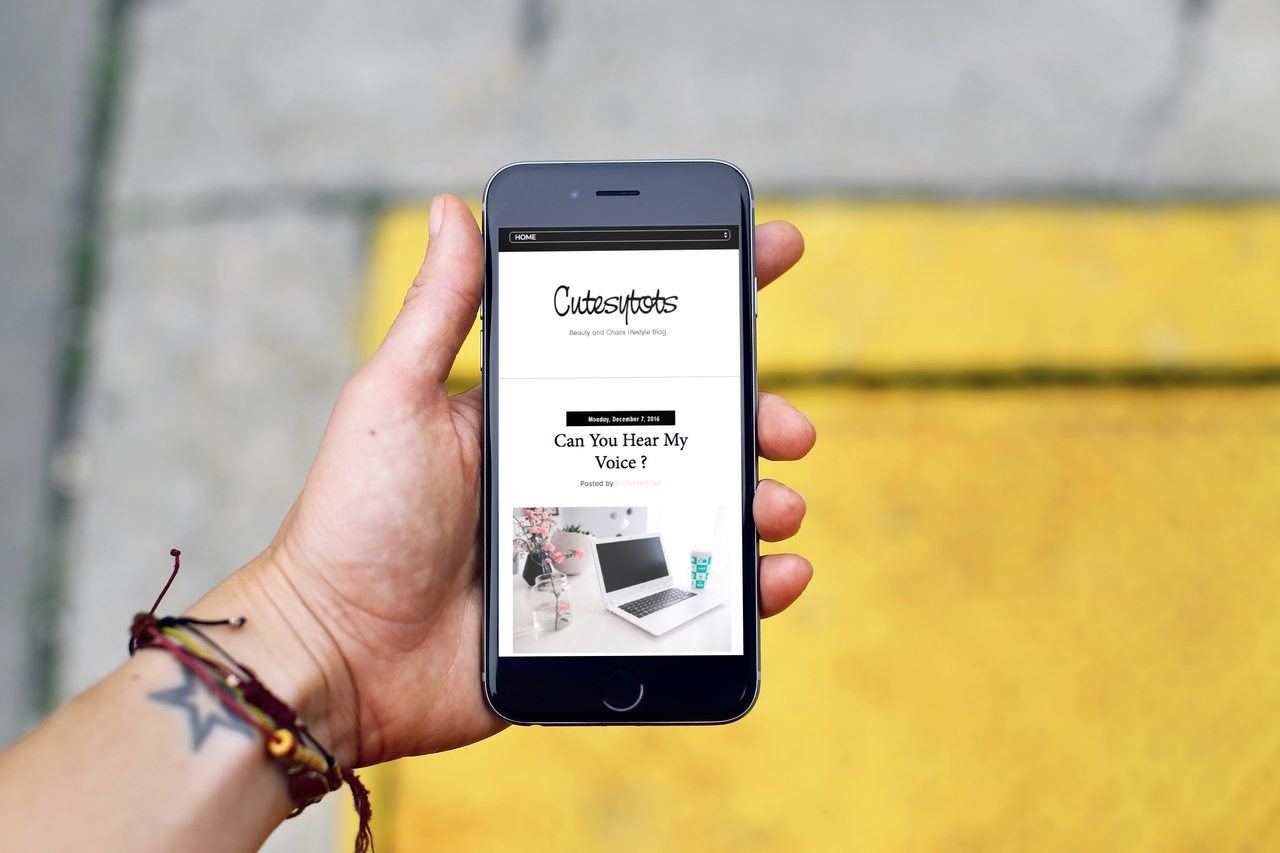 HOME
Cutesytots
Beauty and Chaos lifestyle Blog
Monday, December 7, 2016
Can You Hear My
Voice ?
Posted by Enchanted Gal